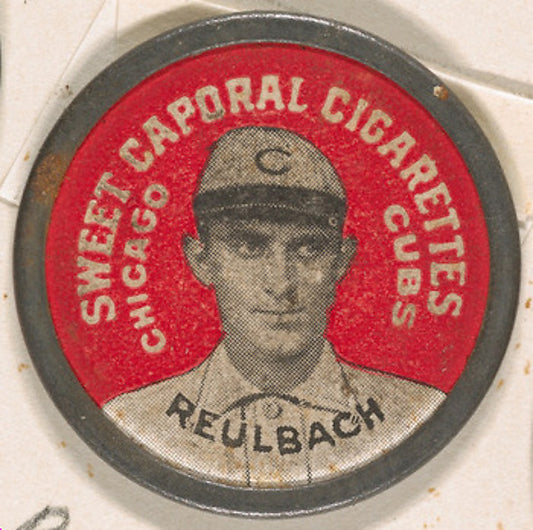 SWEET CAPORAL CIGARETTES
CHICAGO
CUBS
C
REULBACH